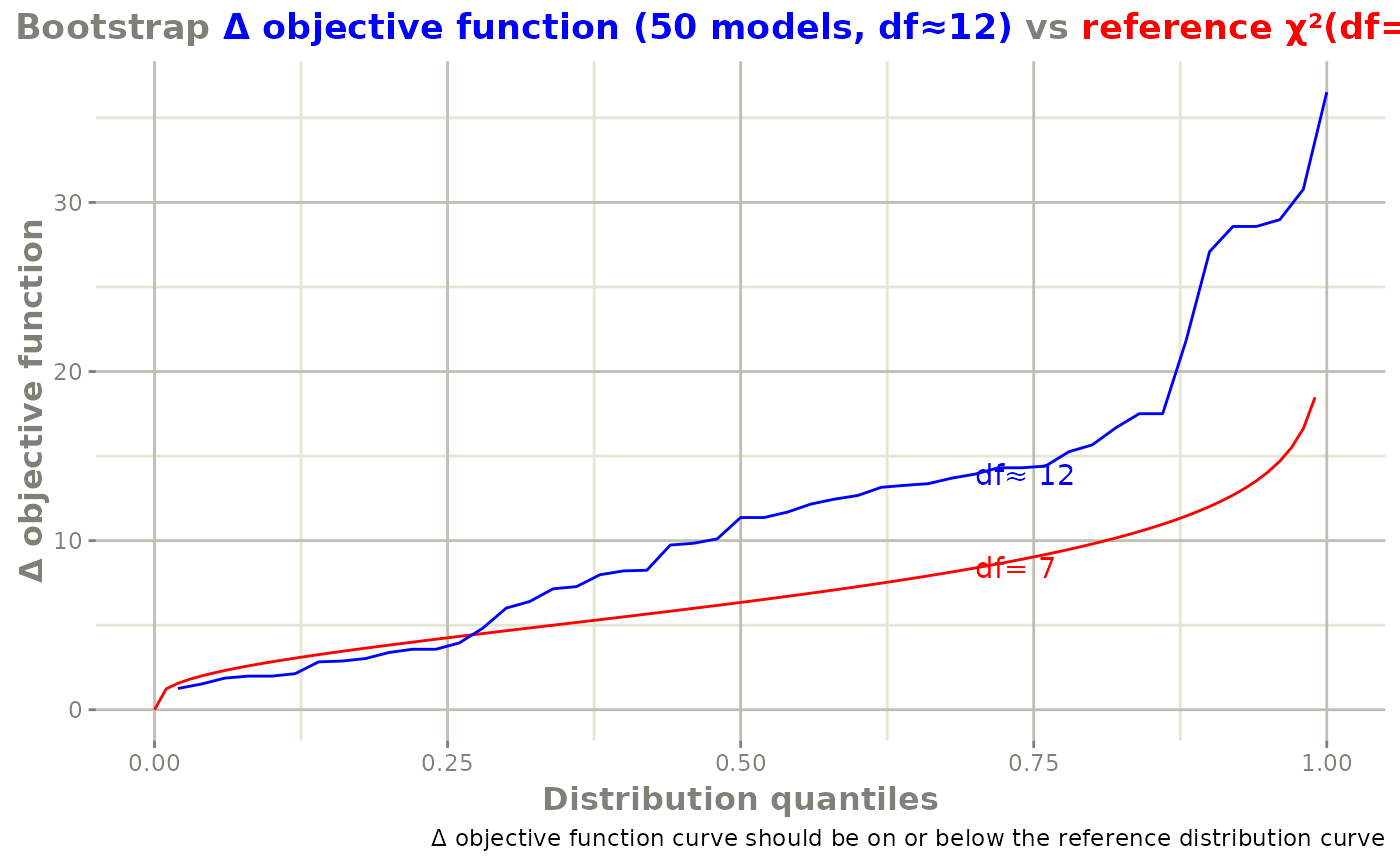 Bootstrap Δ objective function (50 models, df≈12) vs reference χ²(df=
Δ objective function
30
20
10
0
df≈ 12
df= 7
0.00 0.25 0.50 0.75 1.00
Distribution quantiles
Δ objective function curve should be on or below the reference distribution curve